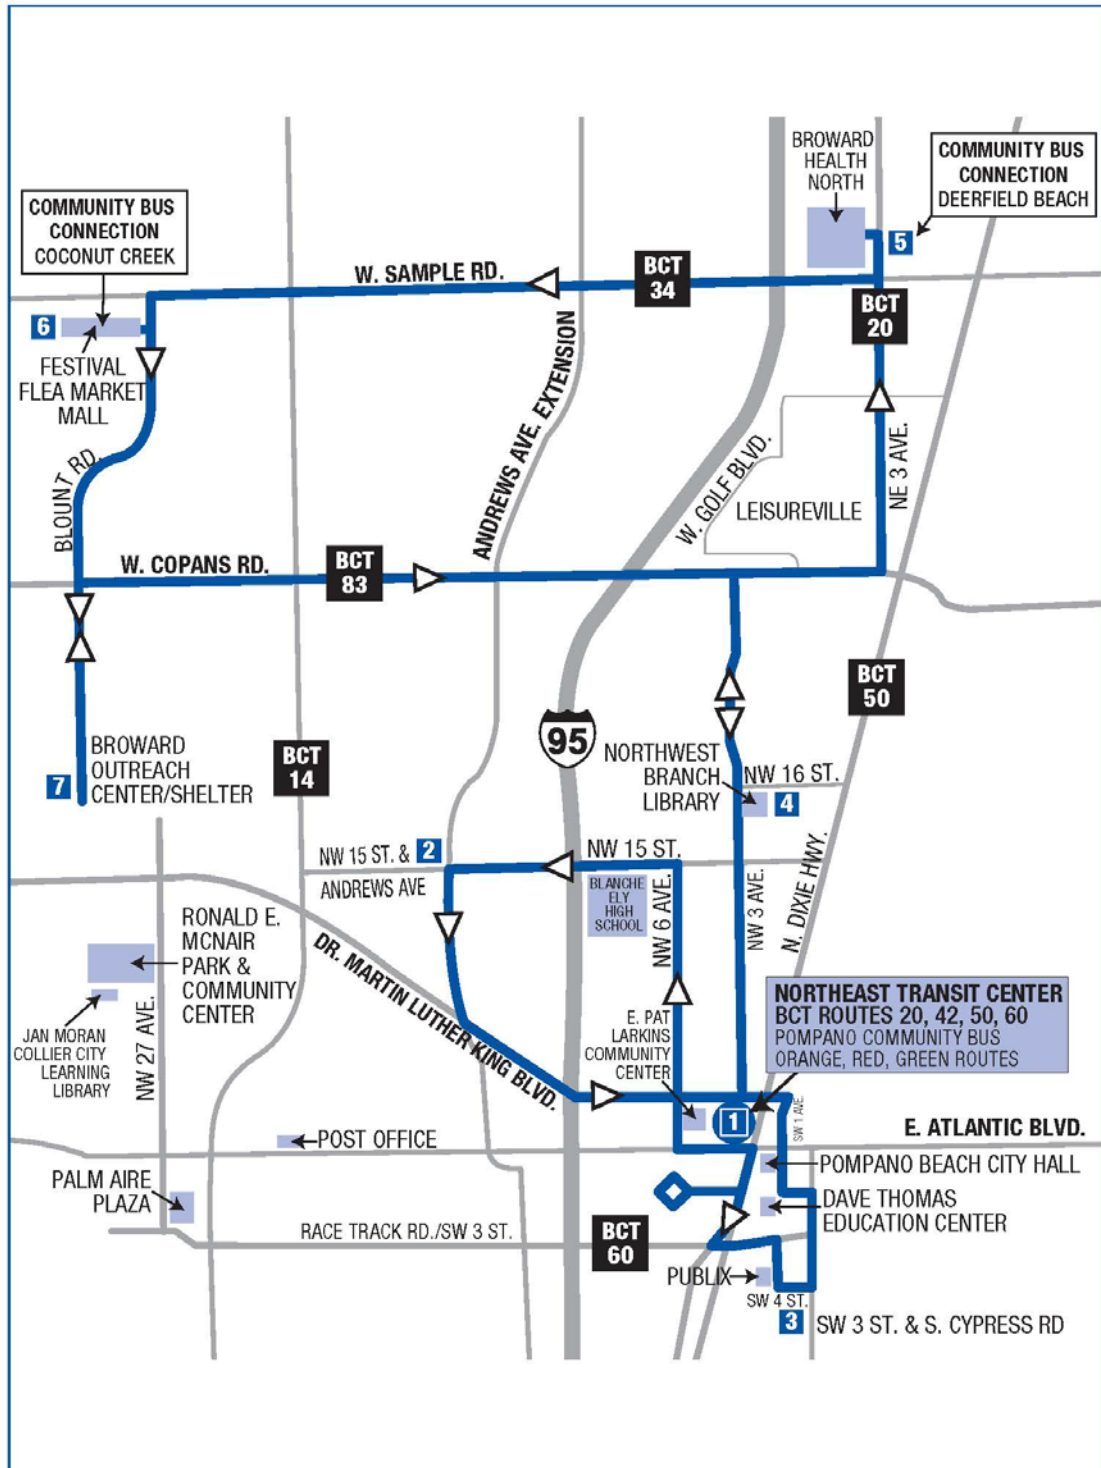 BROWARD
HEALTH
NORTH
COMMUNITY BUS
CONNECTION
DEERFIELD BEACH
COMMUNITY BUS
CONNECTION
COCONUT CREEK
5
W. SAMPLE RD.
BCT
34
BCT
20
6
FESTIVAL
FLEA MARKET
MALL
ANDREWS AVE. EXTENSION
BLOUNT RD.
W. GOLF BLVD.
NE 3 AVE.
LEISUREVILLE
W. COPANS RD.
BCT
83
BCT
50
95
BROWARD
OUTREACH
CENTER/SHELTER
7
BCT
14
NORTHWEST
BRANCH
LIBRARY
NW 16 ST.
4
NW 15 ST. &
ANDREWS AVE
2
NW 15 ST.
BLANCHE
ELY
HIGH
SCHOOL
NW 6 AVE.
NW 3 AVE.
N. DIXIE HWY.
RONALD E.
MCNAIR
PARK &
COMMUNITY
CENTER
DR. MARTIN LUTHER KING BLVD.
NW 27 AVE.
JAN MORAN
COLLIER CITY
LEARNING
LIBRARY
E. PAT
LARKINS
COMMUNITY
CENTER
NORTHEAST TRANSIT CENTER
BCT ROUTES 20, 42, 50, 60
POMPANO COMMUNITY BUS
ORANGE, RED, GREEN ROUTES
1
SW 1 AVE.
E. ATLANTIC BLVD.
POST OFFICE
POMPANO BEACH CITY HALL
PALM AIRE
PLAZA
DAVE THOMAS
EDUCATION CENTER
RACE TRACK RD./SW 3 ST.
BCT
60
PUBLIX
SW 4 ST.
3
SW 3 ST. & S. CYPRESS RD